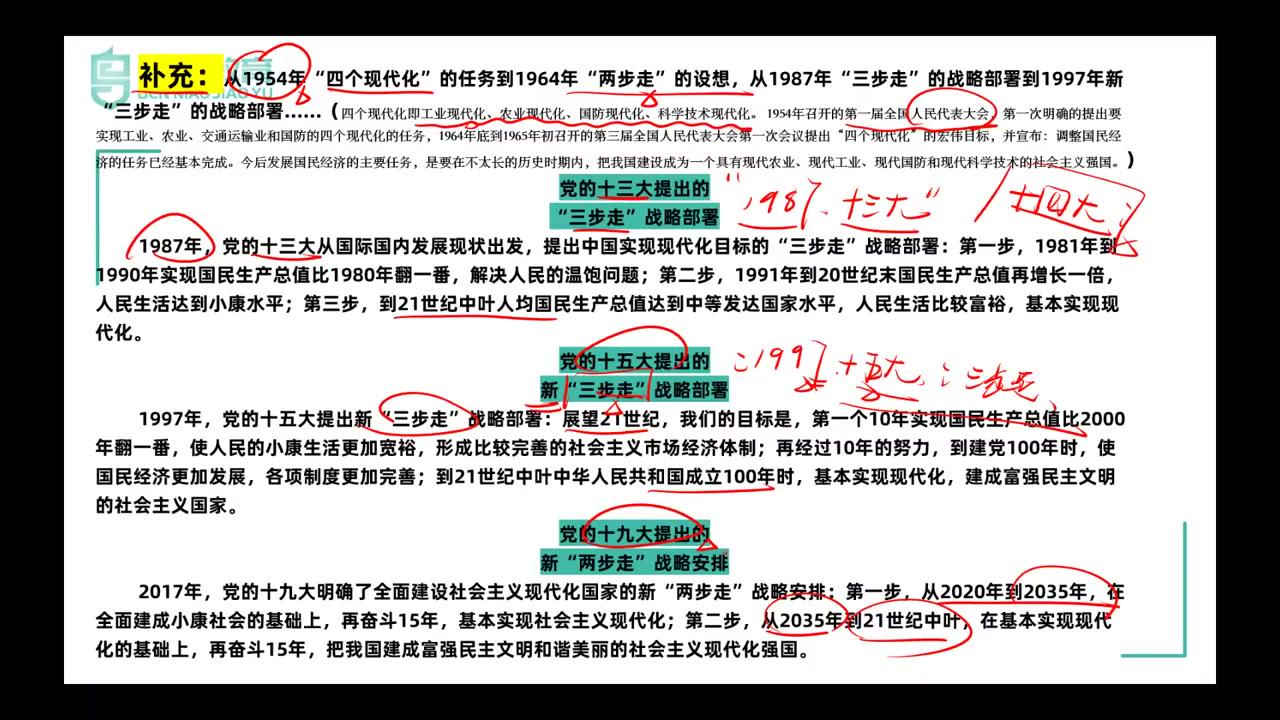 补充：从1954年“四个现代化”的任务到1964年“两步走”的设想，从1987年“三步走”的战略部署到1997年新
“三步走”的战略部署……（四个现代化即工业现代化、农业现代化、国防现代化、科学技术现代化。1954年召开的第一届全国人民代表大会，第一次明确的提出要
实现工业、农业、交通运输业和国防的四个现代化的任务，1964年底到1965年初召开的第三届全国人民代表大会第一次会议提出“四个现代化”的宏伟目标，并宣布：调整国民经
济的任务已经基本完成。今后发展国民经济的主要任务，是要在不太长的历史时期内，把我国建设成为一个具有现代农业、现代工业、现代国防和现代科学技术的社会主义强国。）
党的十三大提出的
“三步走”战略部署
1987、十三大
十四大
1987年，党的十三大从国际国内发展现状出发，提出中国实现现代化目标的“三步走”战略部署：第一步，1981年到
1990年实现国民生产总值比1980年翻一番，解决人民的温饱问题；第二步，1991年到20世纪末国民生产总值再增长一倍，
人民生活达到小康水平；第三步，到21世纪中叶人均国民生产总值达到中等发达国家水平，人民生活比较富裕，基本实现现
代化。
党的十五大提出的
新“三步走”战略部署
1997、十五大
1997年，党的十五大提出新“三步走”战略部署：展望21世纪，我们的目标是，第一个10年实现国民生产总值比2000
年翻一番，使人民的小康生活更加宽裕，形成比较完善的社会主义市场经济体制；再经过10年的努力，到建党100年时，使
国民经济更加发展，各项制度更加完善；到21世纪中叶中华人民共和国成立100年时，基本实现现代化，建成富强民主文明
的社会主义国家。
党的十九大提出的
新“两步走”战略安排
2017年，党的十九大明确了全面建设社会主义现代化国家的新“两步走”战略安排：第一步，从2020年到2035年，在
全面建成小康社会的基础上，再奋斗15年，基本实现社会主义现代化；第二步，从2035年到21世纪中叶，在基本实现现代
化的基础上，再奋斗15年，把我国建成富强民主文明和谐美丽的社会主义现代化强国。